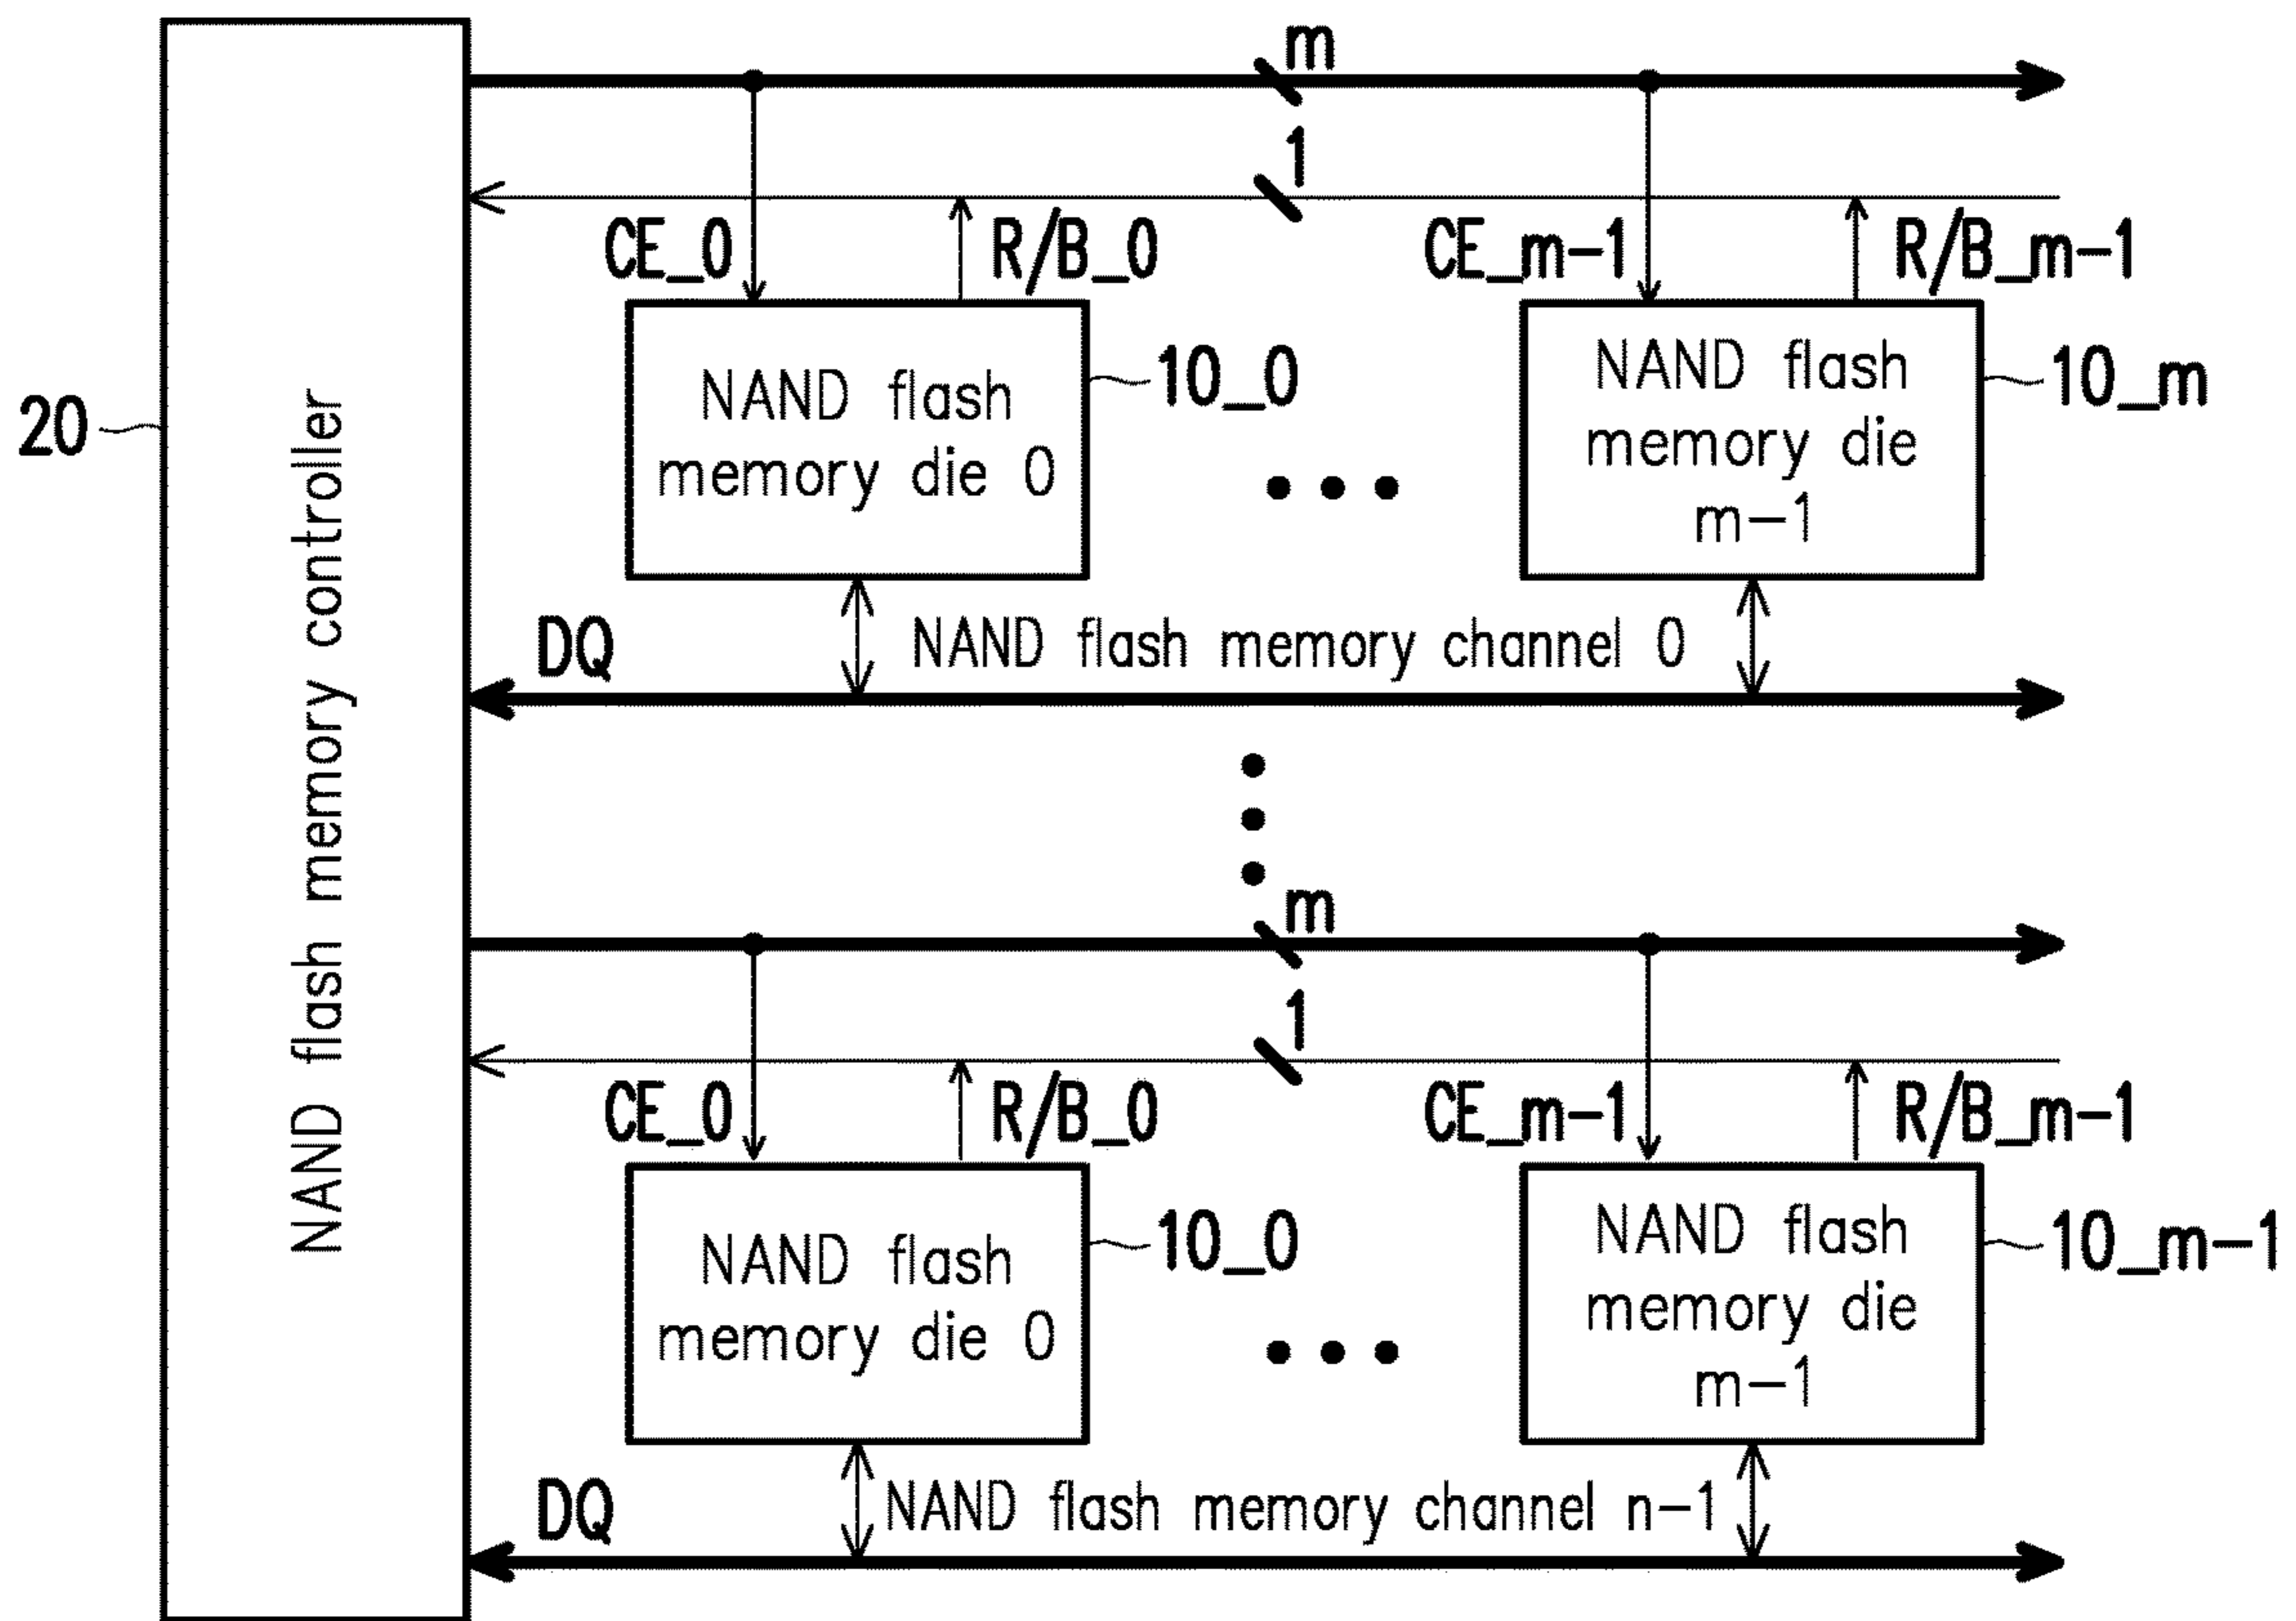 m
1
CE_0
R/B_0
CE_m-1
R/B_m-1
20
NAND flash memory controller
NAND flash
memory die 0
10_0
NAND flash
memory die
m-1
10_m
DQ
NAND flash memory channel 0
m
1
CE_0
R/B_0
CE_m-1
R/B_m-1
NAND flash
memory die 0
10_0
NAND flash
memory die
m-1
10_m-1
DQ
NAND flash memory channel n-1